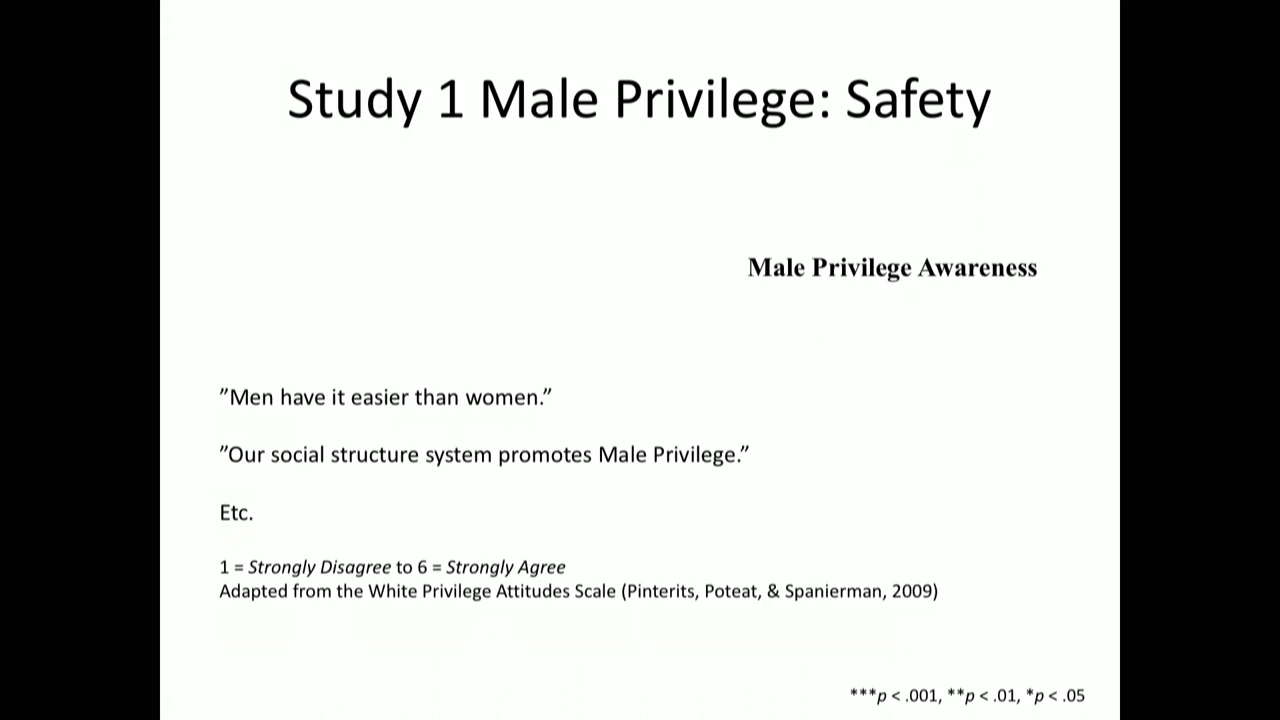 Study 1 Male Privilege: Safety
Male Privilege Awareness
”Men have it easier than women.”
”Our social structure system promotes Male Privilege.”
Etc.
1 = Strongly Disagree to 6 = Strongly Agree
Adapted from the White Privilege Attitudes Scale (Pinterits, Poteat, & Spanierman, 2009)
***p < .001, **p < .01, *p < .05